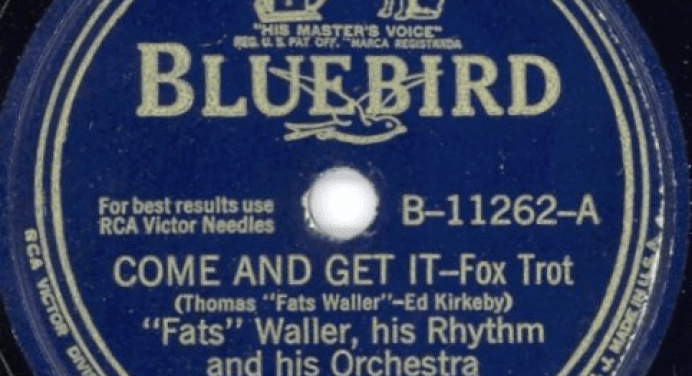 "HIS MASTER'S VOICE"
REG. U. S. PAT. OFF. "MARCA REGISTRADA
BLUEBIRD
For best results use
RCA Victor Needles
B-11262-A
COME AND GET IT-Fox Trot
(Thomas "Fats Waller"-Ed Kirkeby)
"Fats" Waller, his Rhythm
and his Orchestra
RCA VICTOR
J. MADE IN U.S.A.